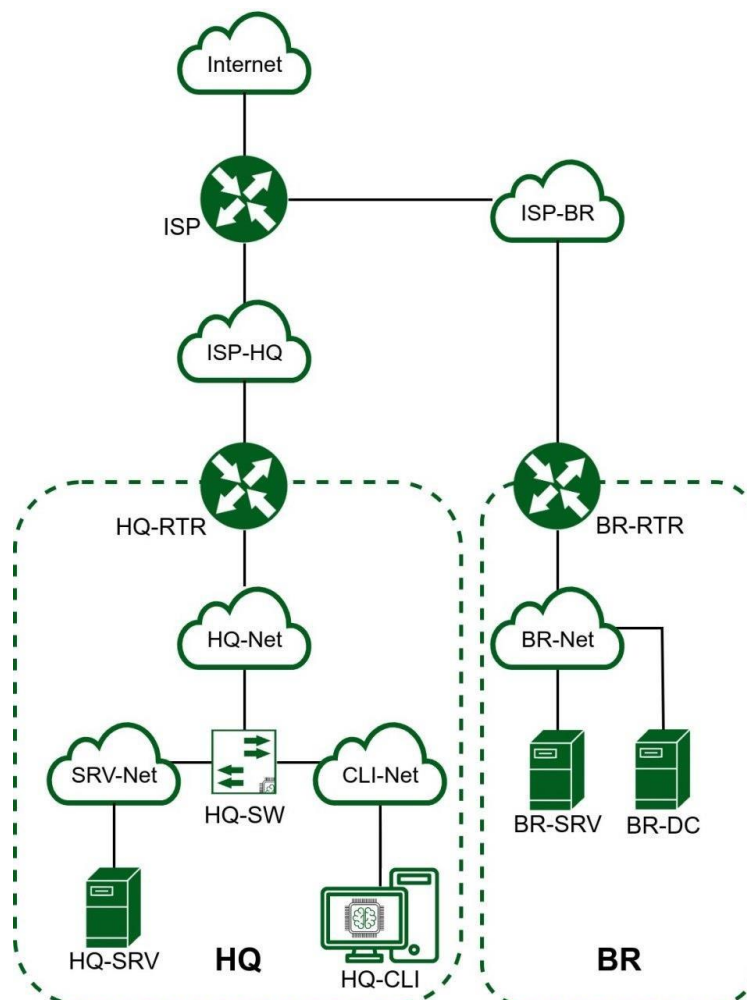 Internet
ISP
ISP-BR
ISP-HQ
HQ-RTR
BR-RTR
HQ-Net
BR-Net
SRV-Net
HQ-SW
CLI-Net
BR-SRV
BR-DC
HQ-SRV
HQ
HQ-CLI
BR